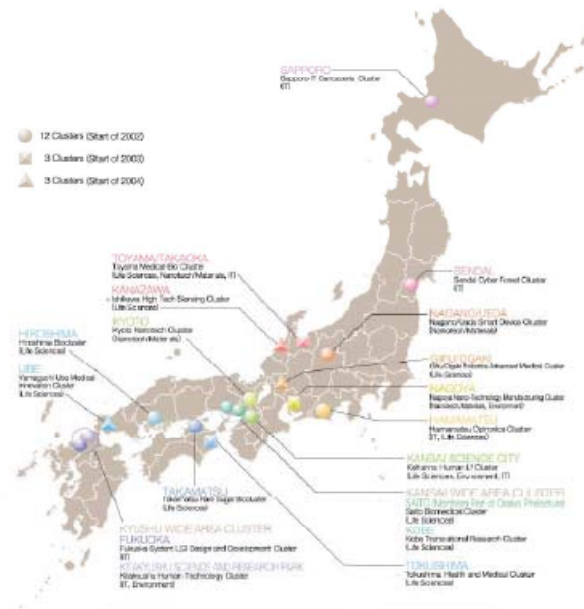 SAPPORO
Sapporo IT Carrozzeria Cluster
(IT)
12 Clusters (Start of 2002)
3 Clusters (Start of 2003)
3 Clusters (Start of 2004)
TOYAMA/TAKAOKA
Toyama Medical-Bio Cluster
(Life Sciences, Nanotech/Materials, IT)
KANAZAWA
Ishikawa High Tech Sensing Cluster
(Life Sciences)
KYOTO
Kyoto Nanotech Cluster
(Nanotech/Materials)
HIROSHIMA
Hiroshima Biocluster
(Life Sciences)
UBE
Yamaguchi Ube Medical
Innovation Cluster
(Life Sciences)
SENDAI
Sendai Cyber Forest Cluster
(IT)
NAGANO/UEDA
Nagano/Ueda Smart Device Cluster
(Nanotech/Materials)
GIFU/OGAKI
Gifu/Ogaki Robotics Advanced Medical Cluster
(Life Sciences)
NAGOYA
Nagoya Nano-Technology Manufacturing Cluster
(Nanotech/Materials, Environment)
HAMAMATSU
Hamamatsu Optronics Cluster
(IT, Life Sciences)
KANSAI SCIENCE CITY
Keihanna Human Cluster
(Life Sciences, Environment, IT)
KANSAI WIDE AREA CLUSTER
SAITO (Northern Part of Osaka Prefecture)
Saito Biomedical Cluster
(Life Sciences)
KOBE
Kobe Translational Research Cluster
(Life Sciences)
TOKUSHIMA
Tokushima Health and Medical Cluster
(Life Sciences)
TAKAMATSU
Takamatsu Rare Sugar Biocluster
(Life Sciences)
KYUSHU WIDE AREA CLUSTER
FUKUOKA
Fukuoka System LSI Design and Development Cluster
(IT)
KITAKYUSHU SCIENCE AND RESEARCH PARK
Kitakyushu Human Technology Cluster
(IT, Environment)